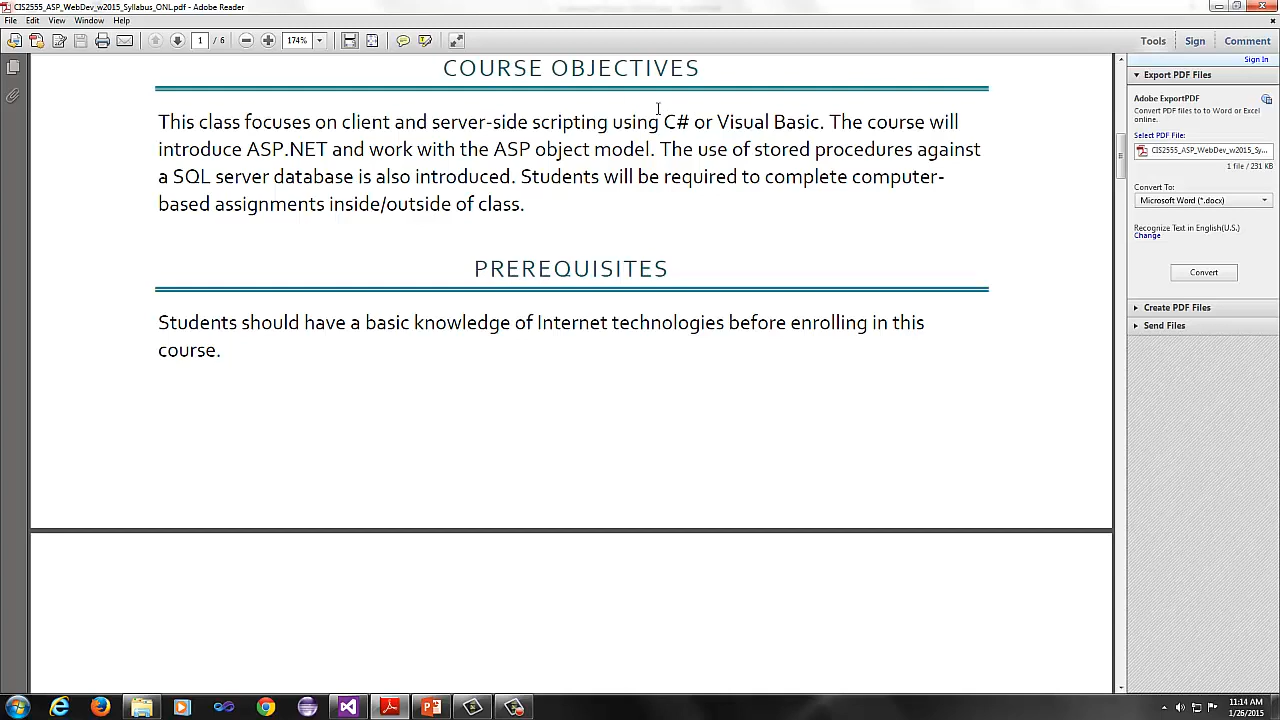 CIS2555_ASP_WebDev_w2015_Syllabus_ONL.pdf - Adobe Reader
File Edit View Window Help
1 / 6 174% Tools Sign Comment
Sign In
COURSE OBJECTIVES
This class focuses on client and server-side scripting using C# or Visual Basic. The course will
introduce ASP.NET and work with the ASP object model. The use of stored procedures against
a SQL server database is also introduced. Students will be required to complete computer-
based assignments inside/outside of class.
PREREQUISITES
Students should have a basic knowledge of Internet technologies before enrolling in this
course.
Export PDF Files
Adobe ExportPDF
Convert PDF files to to Word or Excel
online.
Select PDF File:
CIS2555_ASP_WebDev_w2015_Sy...
1 file / 231 KB
Convert To:
Microsoft Word (*.docx)
Recognize Text in English(U.S.)
Change
Convert
Create PDF Files
Send Files
11:14 AM
1/26/2015